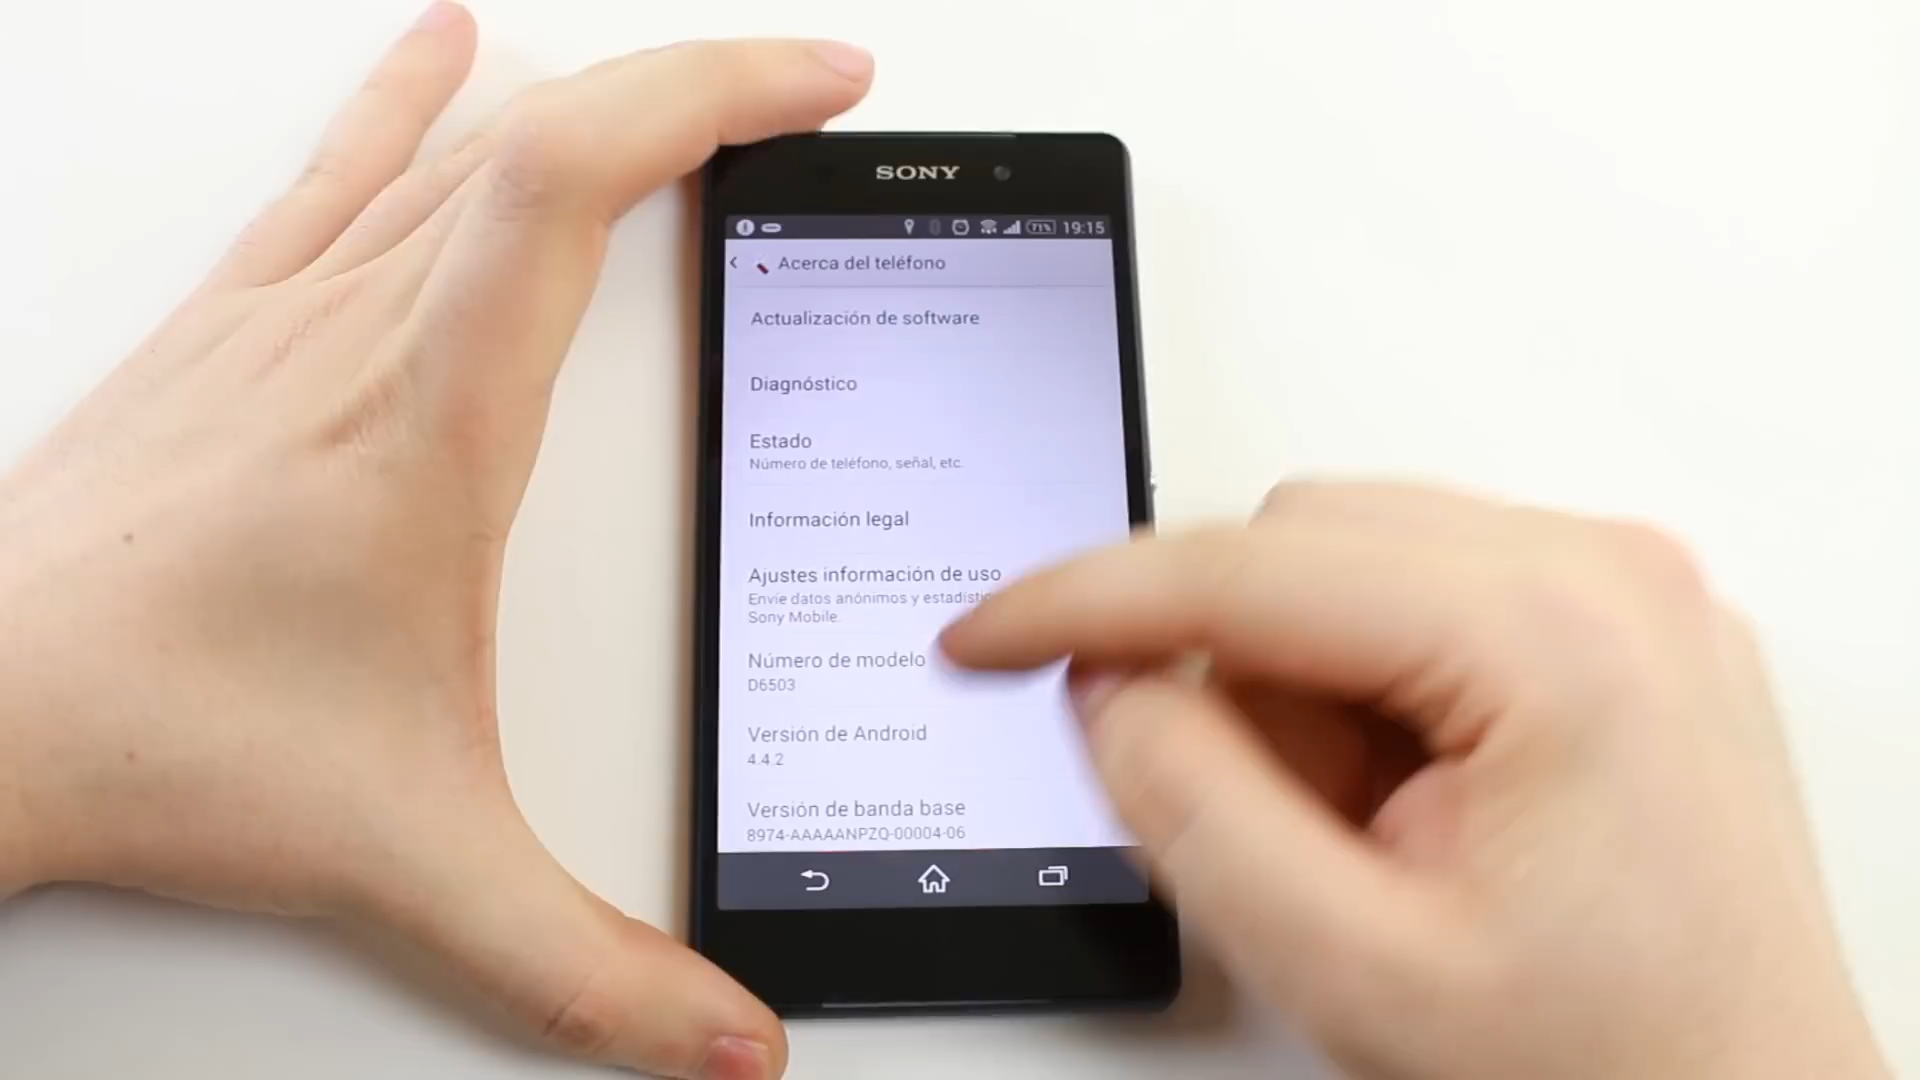 SONY
71% 19:15
Acerca del teléfono
Actualización de software
Diagnóstico
Estado
Número de teléfono, señal, etc.
Información legal
Ajustes información de uso
Envíe datos anónimos y
Sony Mobile.
Número de modelo
D6503
Versión de Android
4.4.2
Versión de banda base
8974-AAAAANPZQ-00004-06